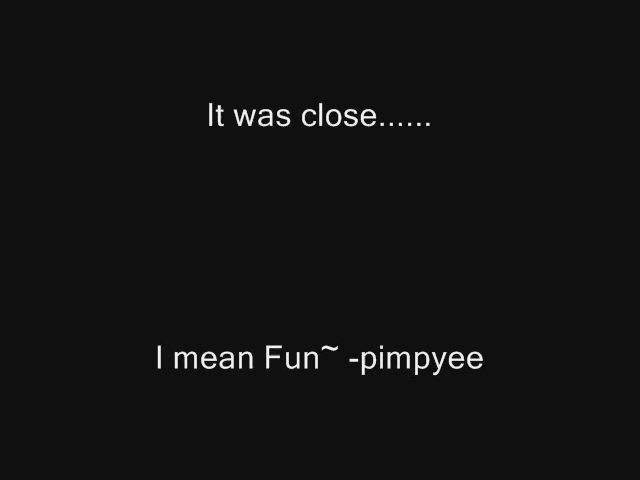 It was close......
I mean Fun~ -pimpyee